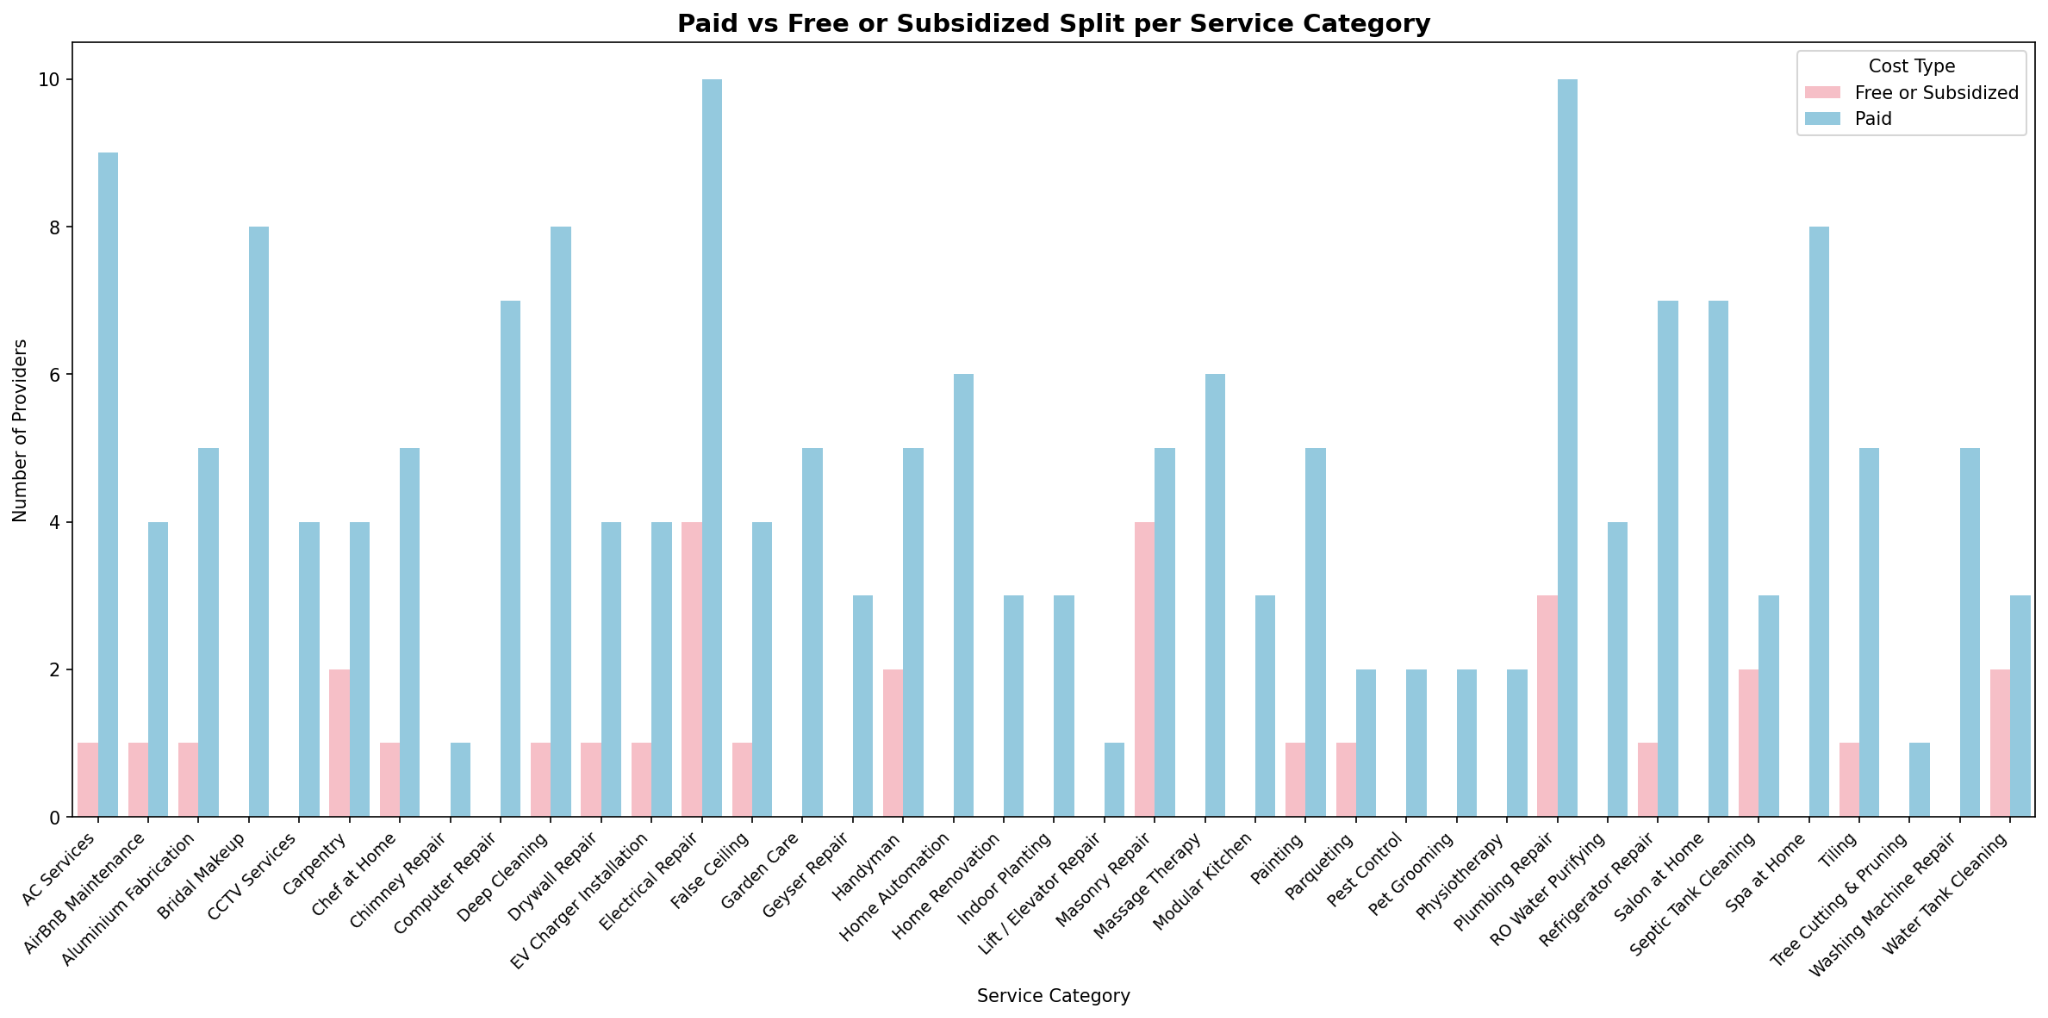 Paid vs Free or Subsidized Split per Service Category
Cost Type
Free or Subsidized
Paid
Number of Providers
10
8
6
4
2
0
AC Services
AirBnB Maintenance
Aluminium Fabrication
Bridal Makeup
CCTV Services
Carpentry
Chef at Home
Chimney Repair
Computer Repair
Deep Cleaning
Drywall Repair
EV Charger Installation
Electrical Repair
False Ceiling
Garden Care
Geyser Repair
Handyman
Home Automation
Home Renovation
Indoor Planting
Lift / Elevator Repair
Masonry Repair
Massage Therapy
Modular Kitchen
Painting
Parqueting
Pest Control
Pet Grooming
Physiotherapy
Plumbing Repair
RO Water Purifying
Refrigerator Repair
Salon at Home
Septic Tank Cleaning
Spa at Home
Tiling
Tree Cutting & Pruning
Washing Machine Repair
Water Tank Cleaning
Service Category